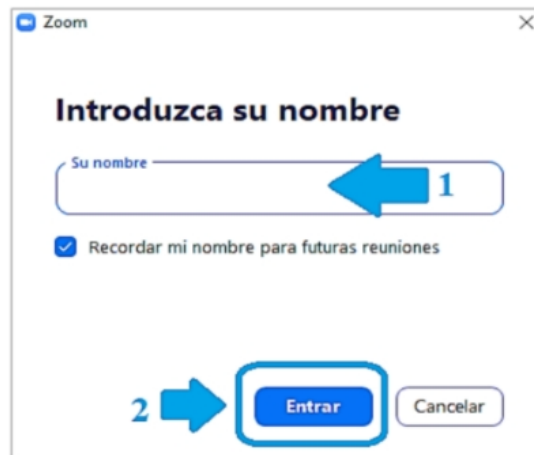 Zoom
Introduzca su nombre
Su nombre
1
Recordar mi nombre para futuras reuniones
2 Entrar Cancelar